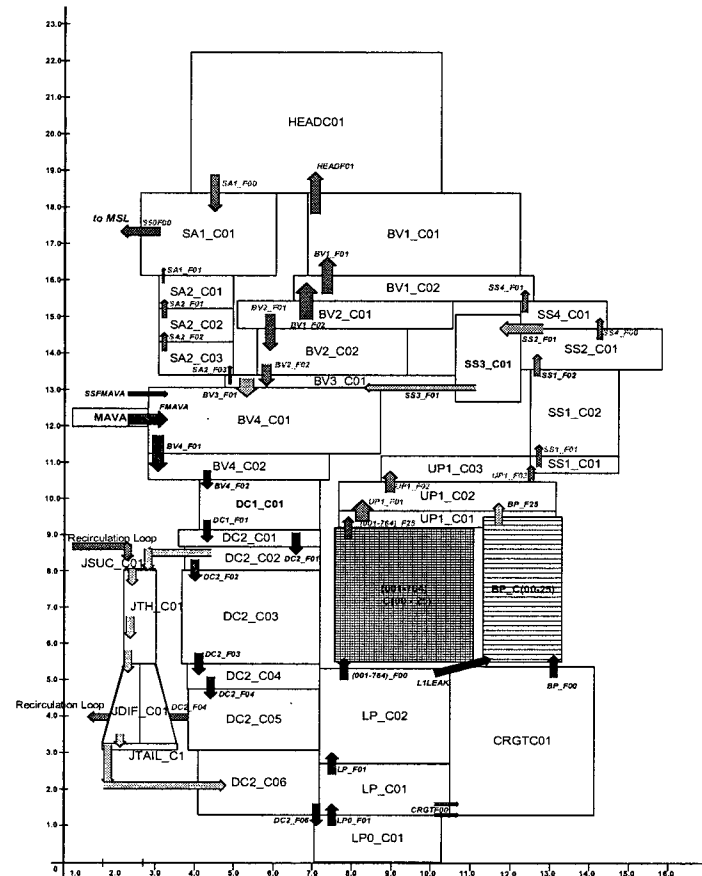 23.0
22.0
21.0
20.0
19.0
18.0
17.0
16.0
15.0
14.0
13.0
12.0
11.0
10.0
9.0
8.0
7.0
6.0
5.0
4.0
3.0
2.0
1.0
0
HEADC01
HEADF01
SA1_F00
to MSL
SA1_C01
BV1_C01
BV1_F01
SA1_F01
SA2_C01
BV1_C02
SS4_F01
SA2_F01
BV2_F01
BV2_C01
BV1_F02
SS4_C01
SA2_C02
SS2_F01
SS4_F00
SA2_F02
BV2_C02
SS2_C01
SA2_C03
SS3_C01
SS1_F02
SA2_F03
BV2_F02
BV3_C01
BV3_F01
SS3_F01
SSFMAVA
FMAVA
MAVA
BV4_C01
SS1_C02
BV4_F01
SS1_F01
BV4_C02
UP1_C03
SS1_C01
BV4_F02
UP1_F02
UP1_F03
DC1_C01
UP1_C02
UP1_F01
BP_F25
DC1_F01
UP1_C01
(001-764)_F25
DC2_C01
Recirculation Loop
DC2_C02
DC2_F01
JSUC_C01
DC2_F02
JTH_C01
BP_C(00-25)
DC2_C03
DC2_F03
DC2_C04
(001-764)_F00
L1LEAK
BP_F00
DC2_F04
Recirculation Loop
JDIF_C01
DC2_F04
DC2_C05
LP_C02
CRGTC01
JTAIL_C1
DC2_C06
LP_F01
LP_C01
CRGTF00
DC2_F06
LP0_F01
LP0_C01
1.0 2.0 3.0 4.0 5.0 6.0 7.0 8.0 9.0 10.0 11.0 12.0 13.0 14.0 15.0 16.0